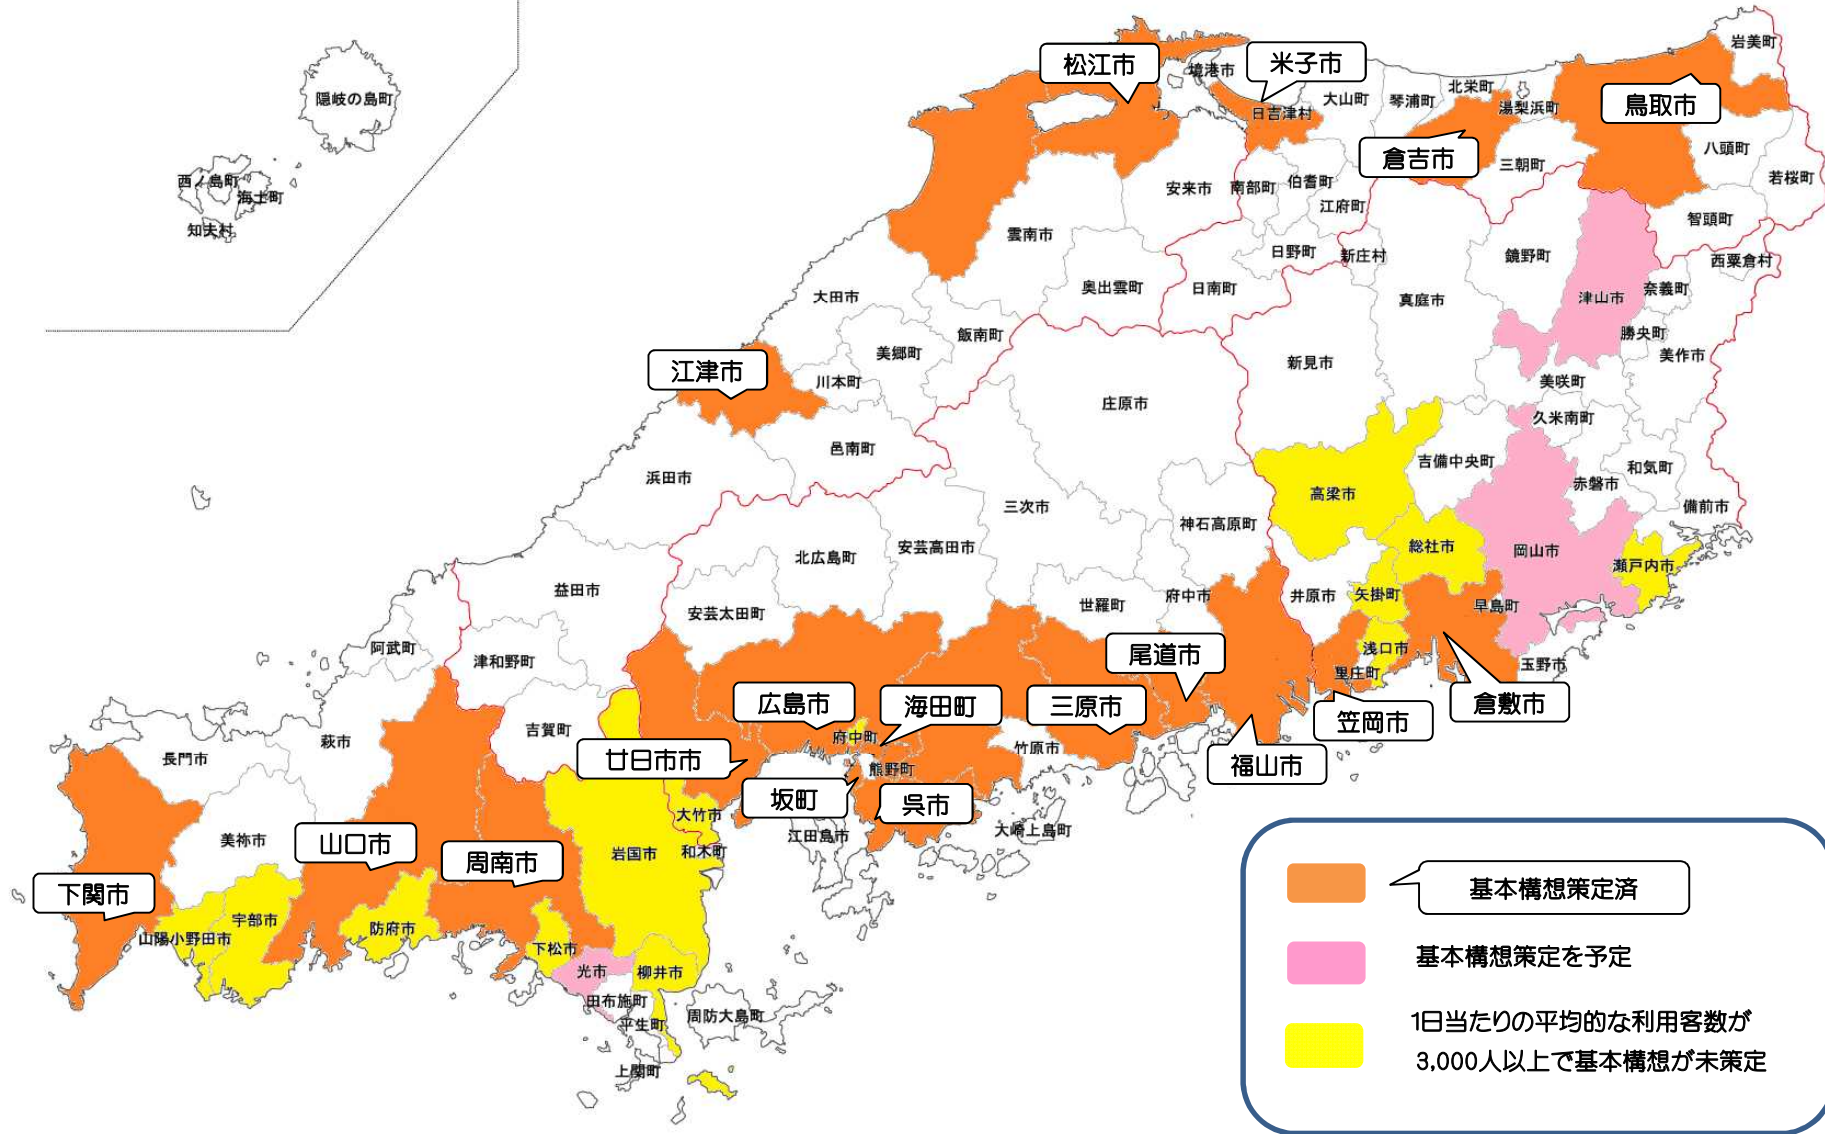 岩美町
松江市
境港市
米子市
隠岐の島町
大山町
琴浦町
北栄町
湯梨浜町
日吉津村
鳥取市
倉吉市
八頭町
三朝町
若桜町
西ノ島町
海士町
知夫村
安来市
南部町
伯耆町
江府町
智頭町
雲南市
日野町
新庄村
鏡野町
西粟倉村
大田市
奥出雲町
日南町
真庭市
津山市
奈義町
飯南町
勝央町
美郷町
美作市
江津市
川本町
新見市
美咲町
庄原市
久米南町
邑南町
吉備中央町
和気町
浜田市
高梁市
赤磐市
三次市
備前市
神石高原町
北広島町
安芸高田市
総社市
岡山市
瀬戸内市
益田市
安芸太田町
世羅町
府中市
井原市
矢掛町
早島町
阿武町
津和野町
尾道市
浅口市
玉野市
里庄町
広島市
海田町
三原市
倉敷市
笠岡市
吉賀町
萩市
府中町
竹原市
長門市
廿日市市
熊野町
福山市
坂町
呉市
大竹市
江田島市
大崎上島町
美祢市
山口市
周南市
岩国市
和木町
下関市
宇部市
防府市
山陽小野田市
下松市
光市
柳井市
田布施町
平生町
周防大島町
上関町
基本構想策定済
基本構想策定を予定
1日当たりの平均的な利用客数が
3,000人以上で基本構想が未策定